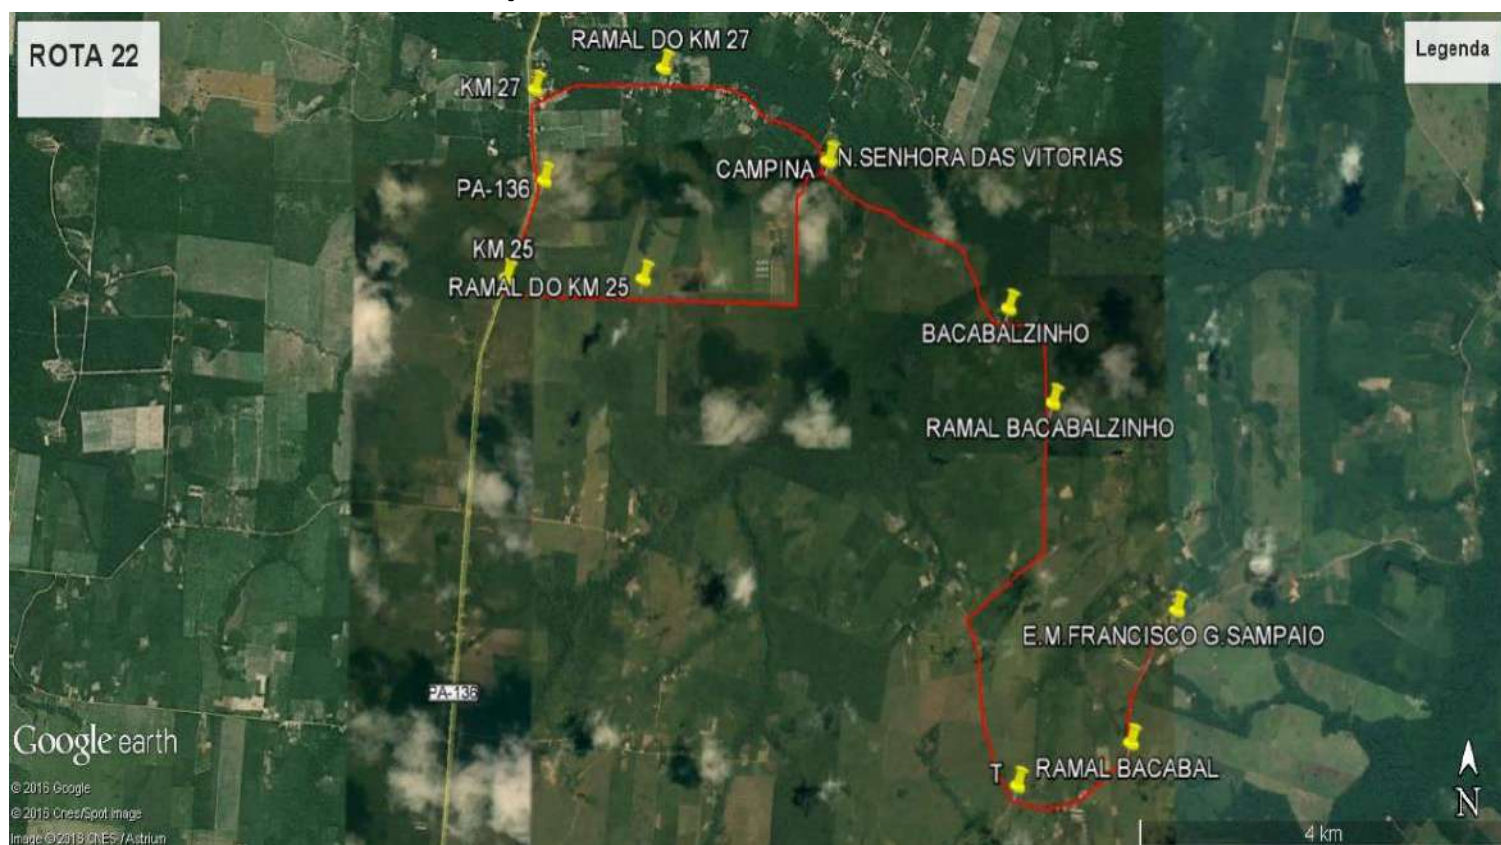 ROTA 22
Legenda
RAMAL DO KM 27
KM 27
N.SENHORA DAS VITORIAS
CAMPINA
PA-136
KM 25
RAMAL DO KM 25
BACABALZINHO
RAMAL BACABALZINHO
E.M.FRANCISCO G.SAMPAIO
PA-136
T
RAMAL BACABAL
Google earth
© 2016 Google
© 2016 Cnes/Spot Image
Image © 2016 CNES / Astrium
N
4 km